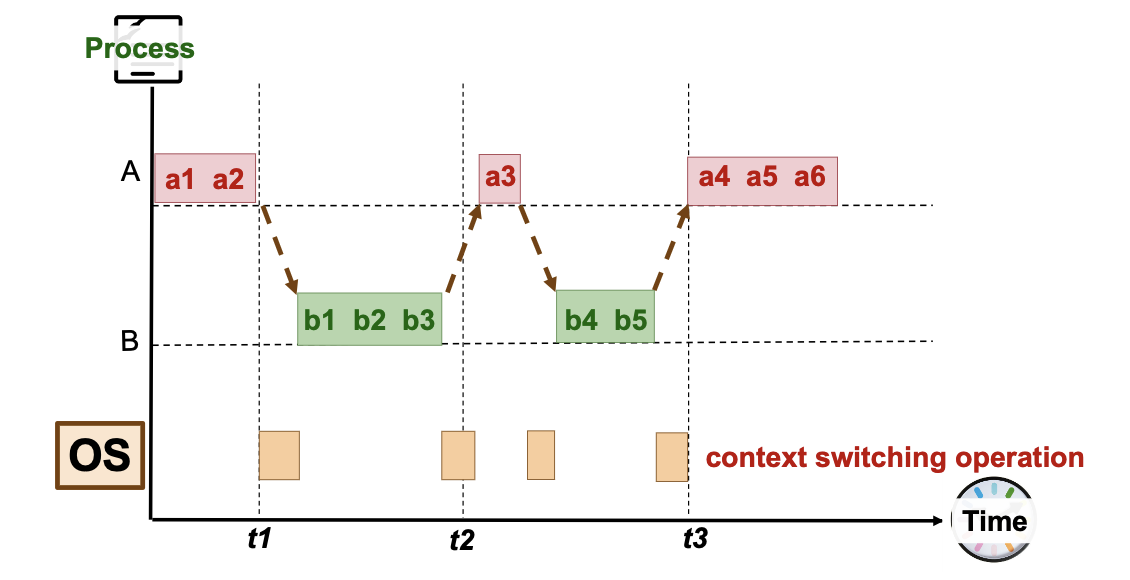 Process
A
a1 a2
a3
a4 a5 a6
B
b1 b2 b3
b4 b5
OS
context switching operation
Time
t1
t2
t3